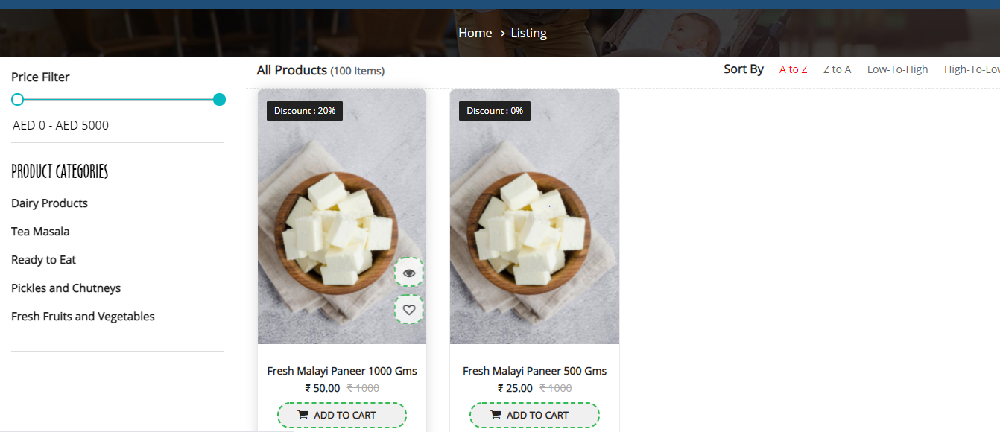 Home > Listing
Price Filter
AED 0 - AED 5000
PRODUCT CATEGORIES
Dairy Products
Tea Masala
Ready to Eat
Pickles and Chutneys
Fresh Fruits and Vegetables
All Products (100 Items)
Sort By A to Z Z to A Low-To-High High-To-Low
Discount : 20%
Fresh Malayi Paneer 1000 Gms
₹ 50.00 ₹ 1000
ADD TO CART
Discount : 0%
Fresh Malayi Paneer 500 Gms
₹ 25.00 ₹ 1000
ADD TO CART